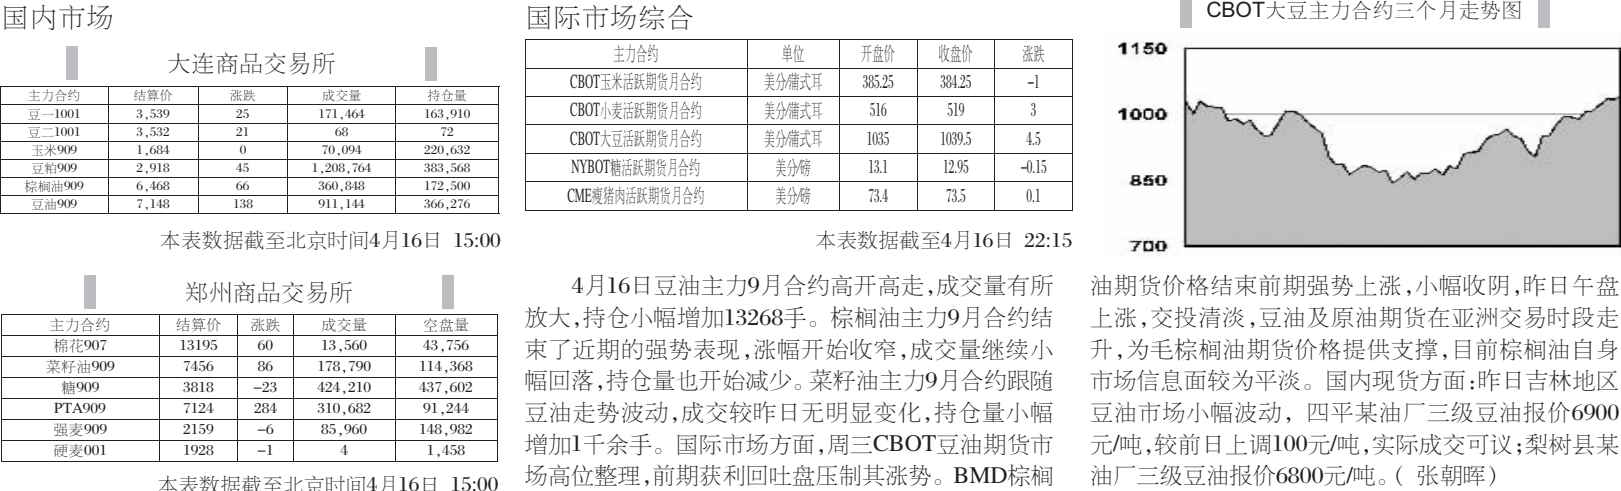 国内市场
大连商品交易所
主力合约 结算价 涨跌 成交量 持仓量
豆一1001 3,539 25 171,464 163,910
豆二1001 3,532 21 68 72
玉米909 1,684 0 70,094 220,632
豆粕909 2,918 45 1,208,764 383,568
棕榈油909 6,468 66 360,848 172,500
豆油909 7,148 138 911,144 366,276
本表数据截至北京时间4月16日 15:00
郑州商品交易所
主力合约 结算价 涨跌 成交量 空盘量
棉花907 13195 60 13,560 43,756
菜籽油909 7456 86 178,790 114,368
糖909 3818 -23 424,210 437,602
PTA909 7124 284 310,682 91,244
强麦909 2159 -6 85,960 148,982
硬麦001 1928 -1 4 1,458
本表数据截至北京时间4月16日 15:00
国际市场综合
主力合约 单位 开盘价 收盘价 涨跌
CBOT玉米活跃期货月合约 美分/蒲式耳 385.25 384.25 -1
CBOT小麦活跃期货月合约 美分/蒲式耳 516 519 3
CBOT大豆活跃期货月合约 美分/蒲式耳 1035 1039.5 4.5
NYBOT糖活跃期货月合约 美分/磅 13.1 12.95 -0.15
CME瘦猪肉活跃期货月合约 美分/磅 73.4 73.5 0.1
本表数据截至4月16日 22:15
CBOT大豆主力合约三个月走势图
1150
1000
850
700
4月16日豆油主力9月合约高开高走,成交量有所
放大,持仓小幅增加13268手。棕榈油主力9月合约结
束了近期的强势表现,涨幅开始收窄,成交量继续小
幅回落,持仓量也开始减少。菜籽油主力9月合约跟随
豆油走势波动,成交较昨日无明显变化,持仓量小幅
增加1千余手。国际市场方面,周三CBOT豆油期货市
场高位整理,前期获利回吐盘压制其涨势。BMD棕榈
油期货价格结束前期强势上涨,小幅收阴,昨日午盘
上涨,交投清淡,豆油及原油期货在亚洲交易时段走
升,为毛棕榈油期货价格提供支撑,目前棕榈油自身
市场信息面较为平淡。国内现货方面:昨日吉林地区
豆油市场小幅波动, 四平某油厂三级豆油报价6900
元/吨,较前日上调100元/吨,实际成交可议;梨树县某
油厂三级豆油报价6800元/吨。( 张朝晖)